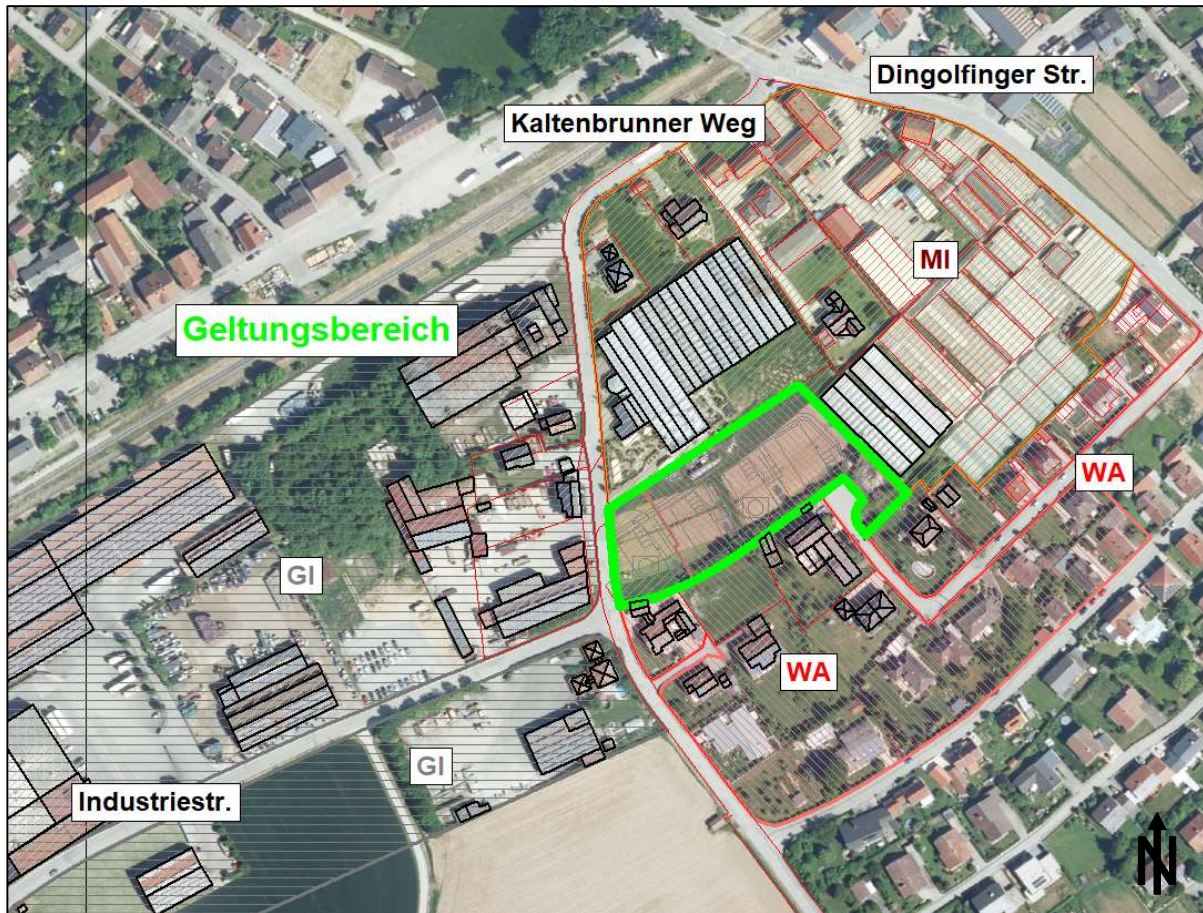 Dingolfinger Str.
Kaltenbrunner Weg
MI
Geltungsbereich
WA
GI
WA
GI
Industriestr.
N